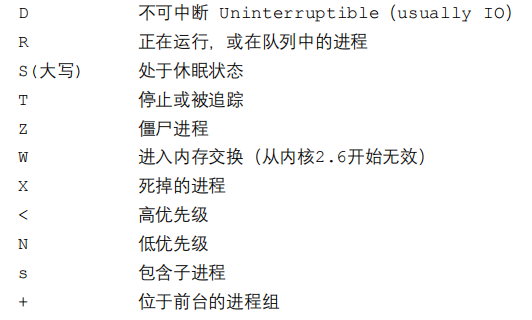 D 不可中断 Uninterruptible（usually IO）
R 正在运行，或在队列中的进程
S(大写) 处于休眠状态
T 停止或被追踪
Z 僵尸进程
W 进入内存交换（从内核2.6开始无效）
X 死掉的进程
< 高优先级
N 低优先级
s 包含子进程
+ 位于前台的进程组